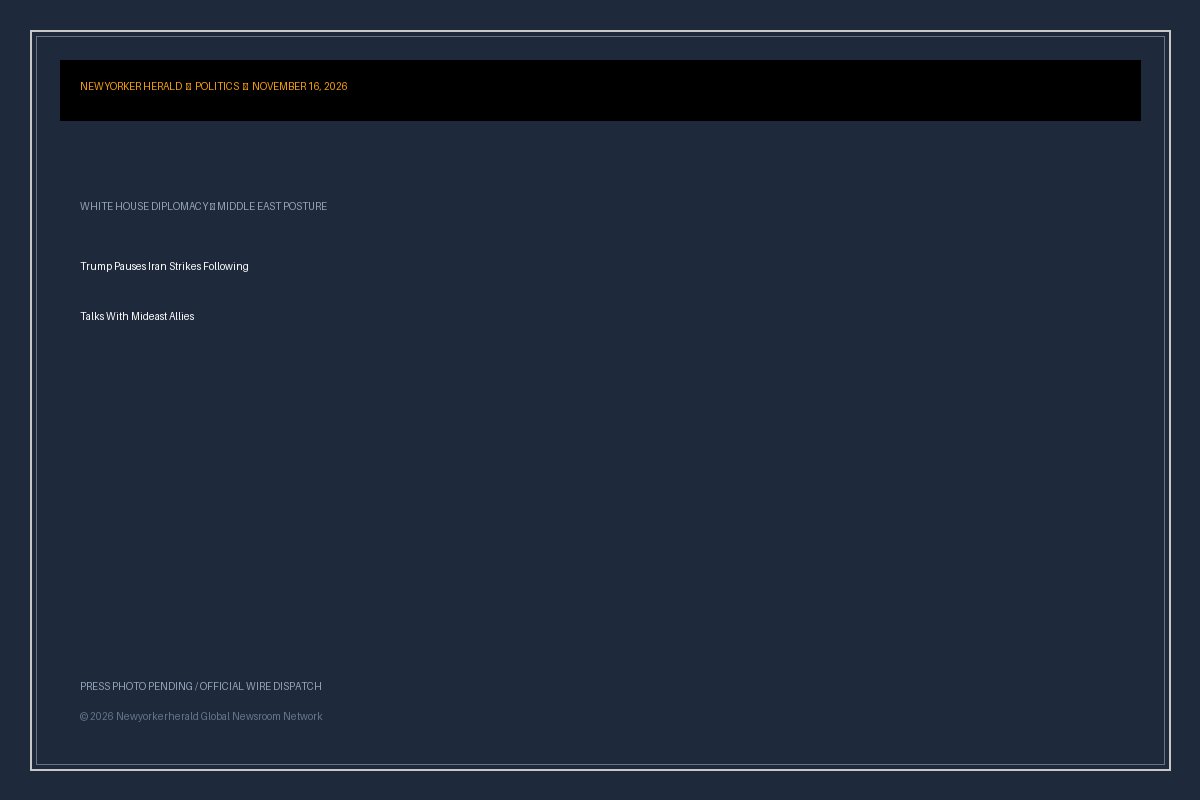 NEWYORKER HERALD ▯ POLITICS ▯ NOVEMBER 16, 2026
WHITE HOUSE DIPLOMACY ▯ MIDDLE EAST POSTURE
Trump Pauses Iran Strikes Following
Talks With Mideast Allies
PRESS PHOTO PENDING / OFFICIAL WIRE DISPATCH
© 2026 Newyorkerherald Global Newsroom Network